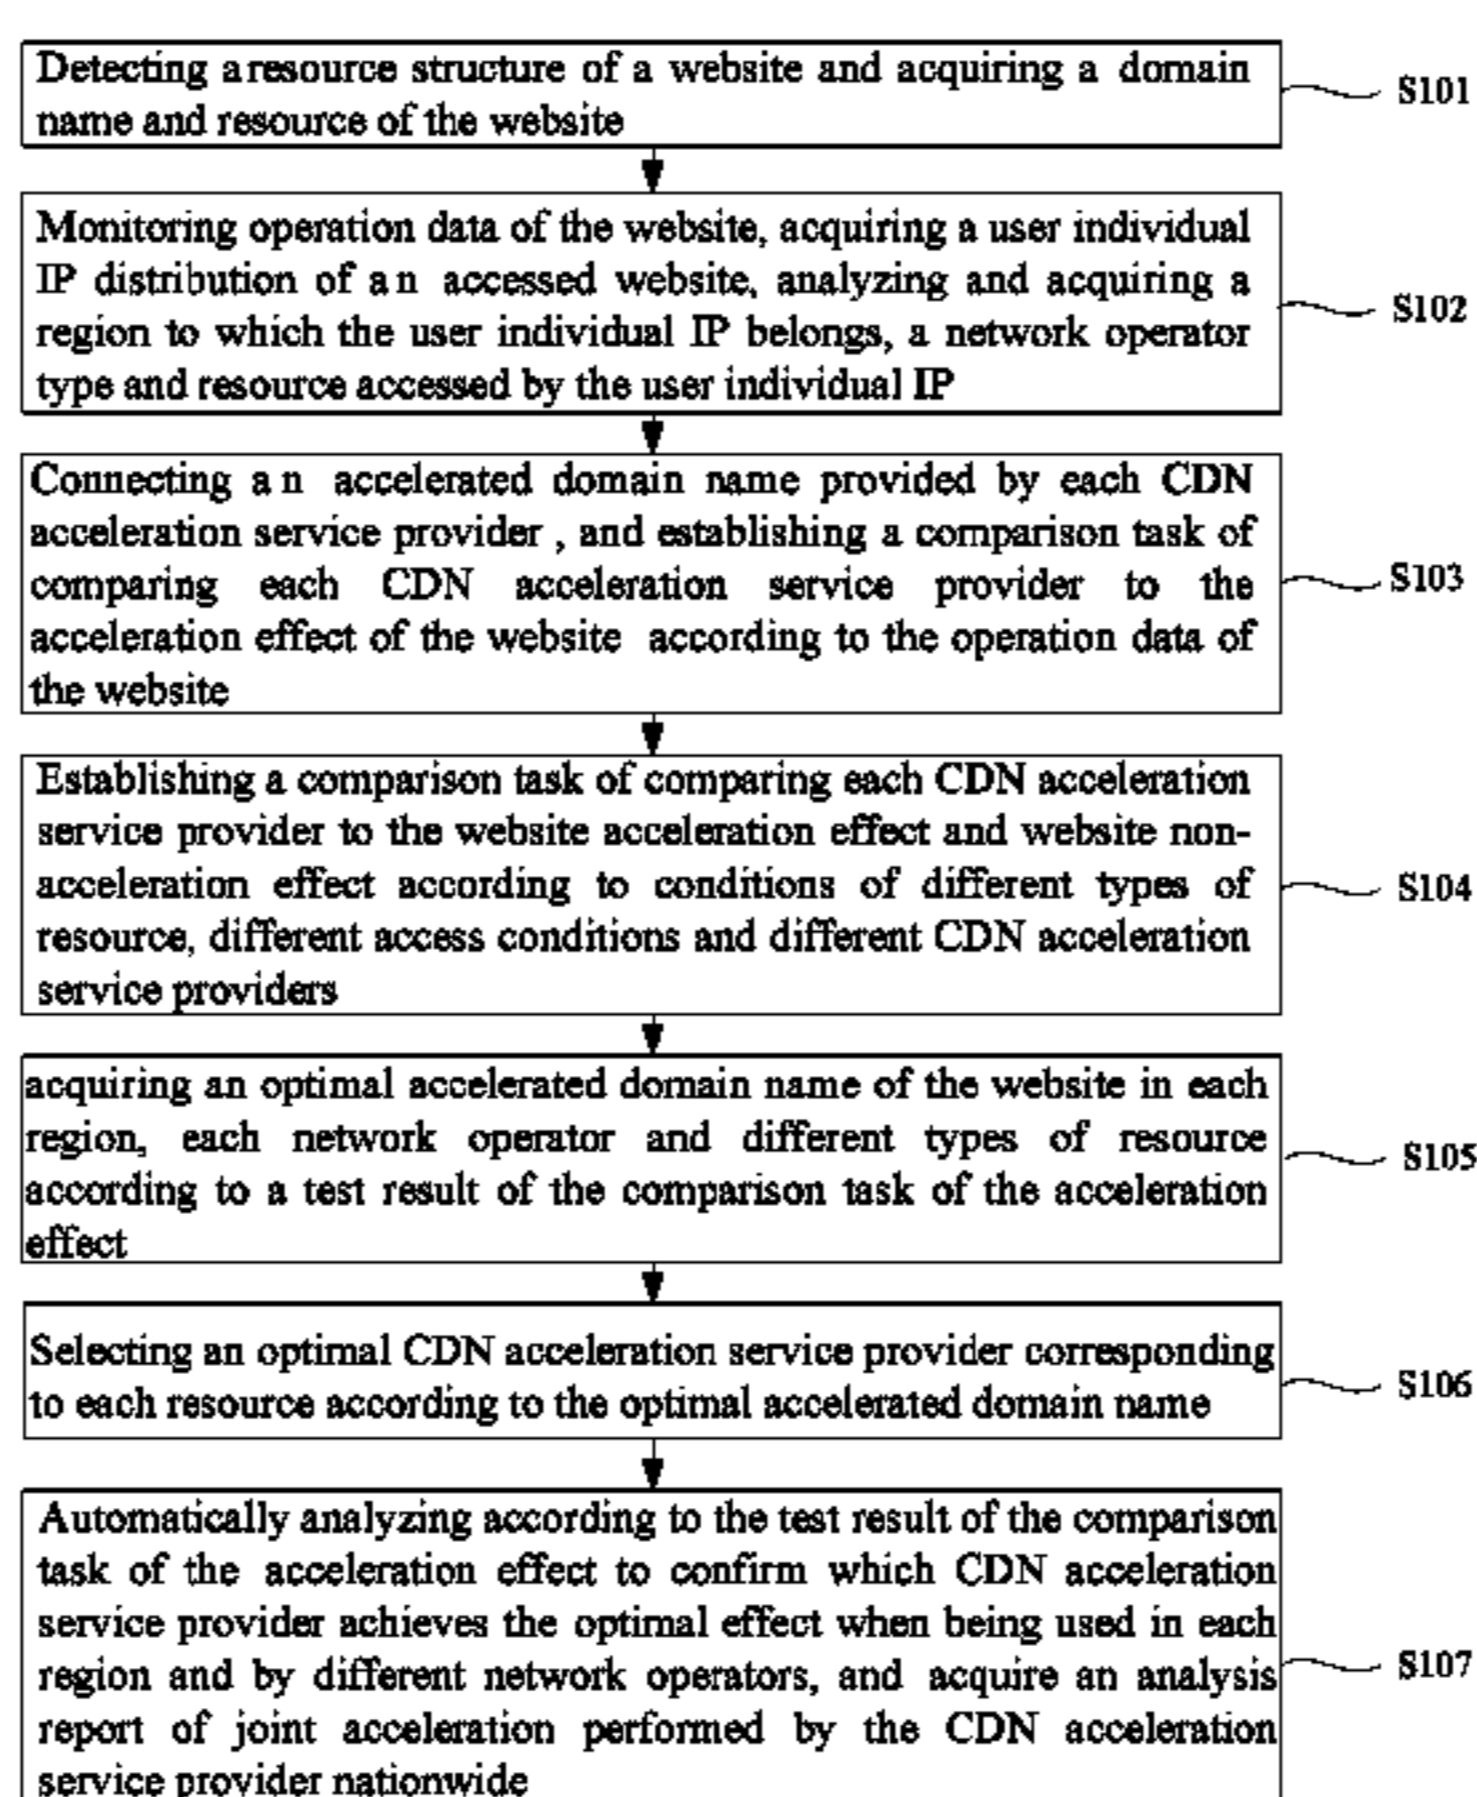 Detecting a resource structure of a website and acquiring a domain
name and resource of the website
S101
Monitoring operation data of the website, acquiring a user individual
IP distribution of an accessed website, analyzing and acquiring a
region to which the user individual IP belongs, a network operator
type and resource accessed by the user individual IP
S102
Connecting an accelerated domain name provided by each CDN
acceleration service provider , and establishing a comparison task of
comparing each CDN acceleration service provider to the
acceleration effect of the website according to the operation data of
the website
S103
Establishing a comparison task of comparing each CDN acceleration
service provider to the website acceleration effect and website non-
acceleration effect according to conditions of different types of
resource, different access conditions and different CDN acceleration
service providers
S104
acquiring an optimal accelerated domain name of the website in each
region, each network operator and different types of resource
according to a test result of the comparison task of the acceleration
effect
S105
Selecting an optimal CDN acceleration service provider corresponding
to each resource according to the optimal accelerated domain name
S106
Automatically analyzing according to the test result of the comparison
task of the acceleration effect to confirm which CDN acceleration
service provider achieves the optimal effect when being used in each
region and by different network operators, and acquire an analysis
report of joint acceleration performed by the CDN acceleration
service provider nationwide
S107